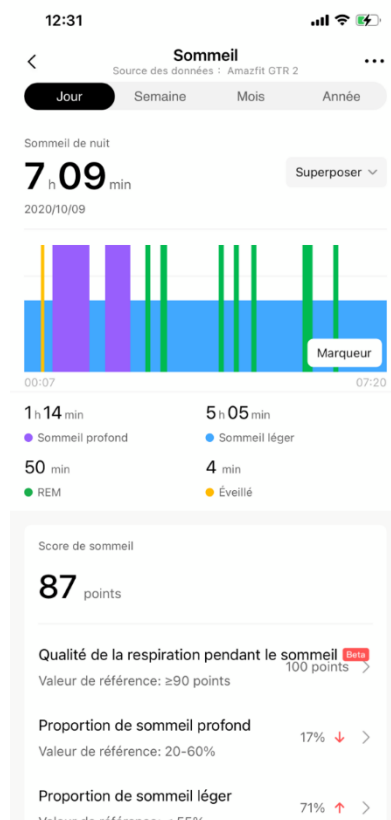 12:31
Sommeil
Source des données : Amazfit GTR 2
Jour Semaine Mois Année
Sommeil de nuit
7 h 09 min
Superposer
2020/10/09
Marqueur
00:07 07:20
1 h 14 min 5 h 05 min
Sommeil profond Sommeil léger
50 min 4 min
REM Éveillé
Score de sommeil
87 points
Qualité de la respiration pendant le sommeil Beta
100 points
Valeur de référence: ≥90 points
Proportion de sommeil profond
17%
Valeur de référence: 20-60%
Proportion de sommeil léger
71%